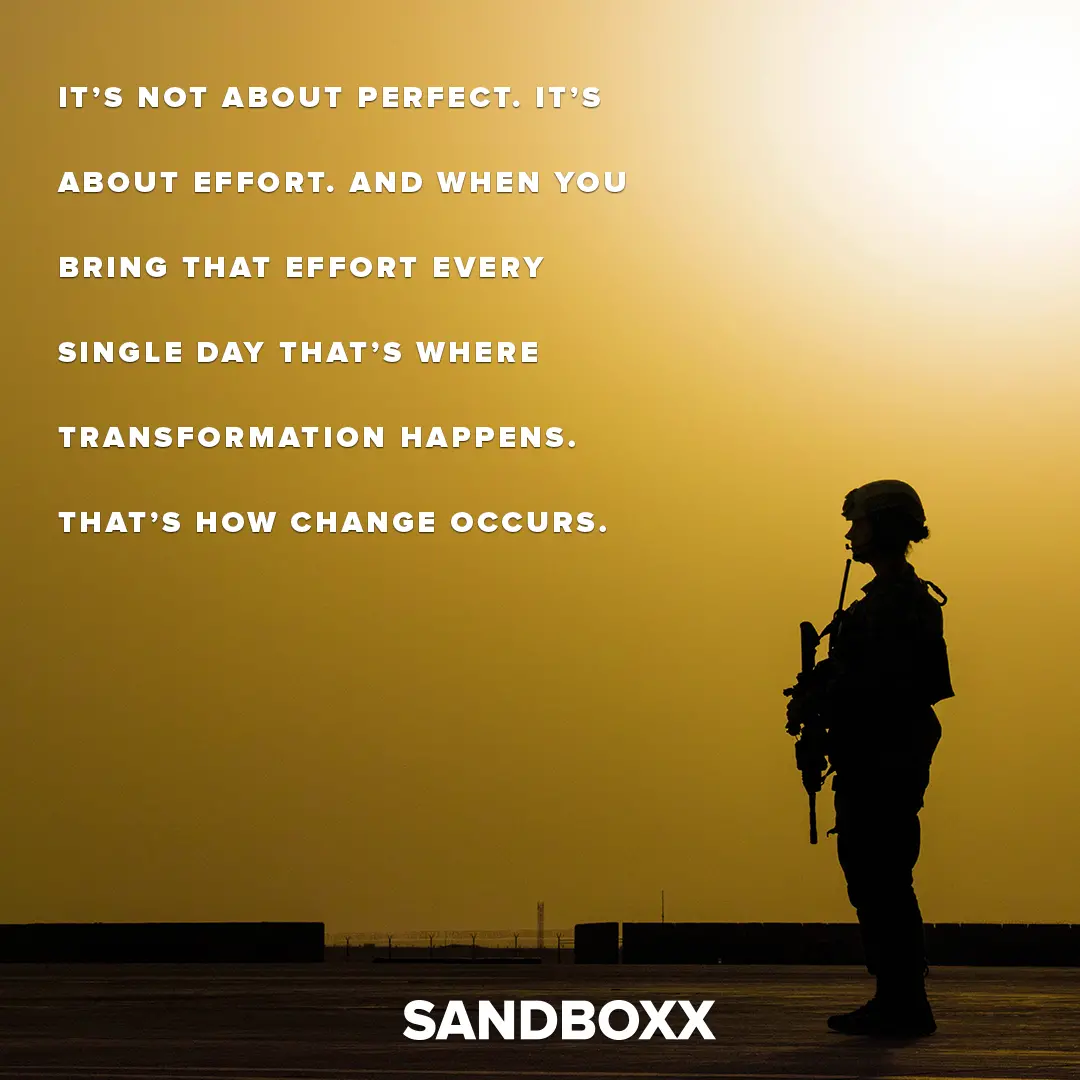 IT’S NOT ABOUT PERFECT. IT’S
ABOUT EFFORT. AND WHEN YOU
BRING THAT EFFORT EVERY
SINGLE DAY THAT’S WHERE
TRANSFORMATION HAPPENS.
THAT’S HOW CHANGE OCCURS.
SANDBOXX